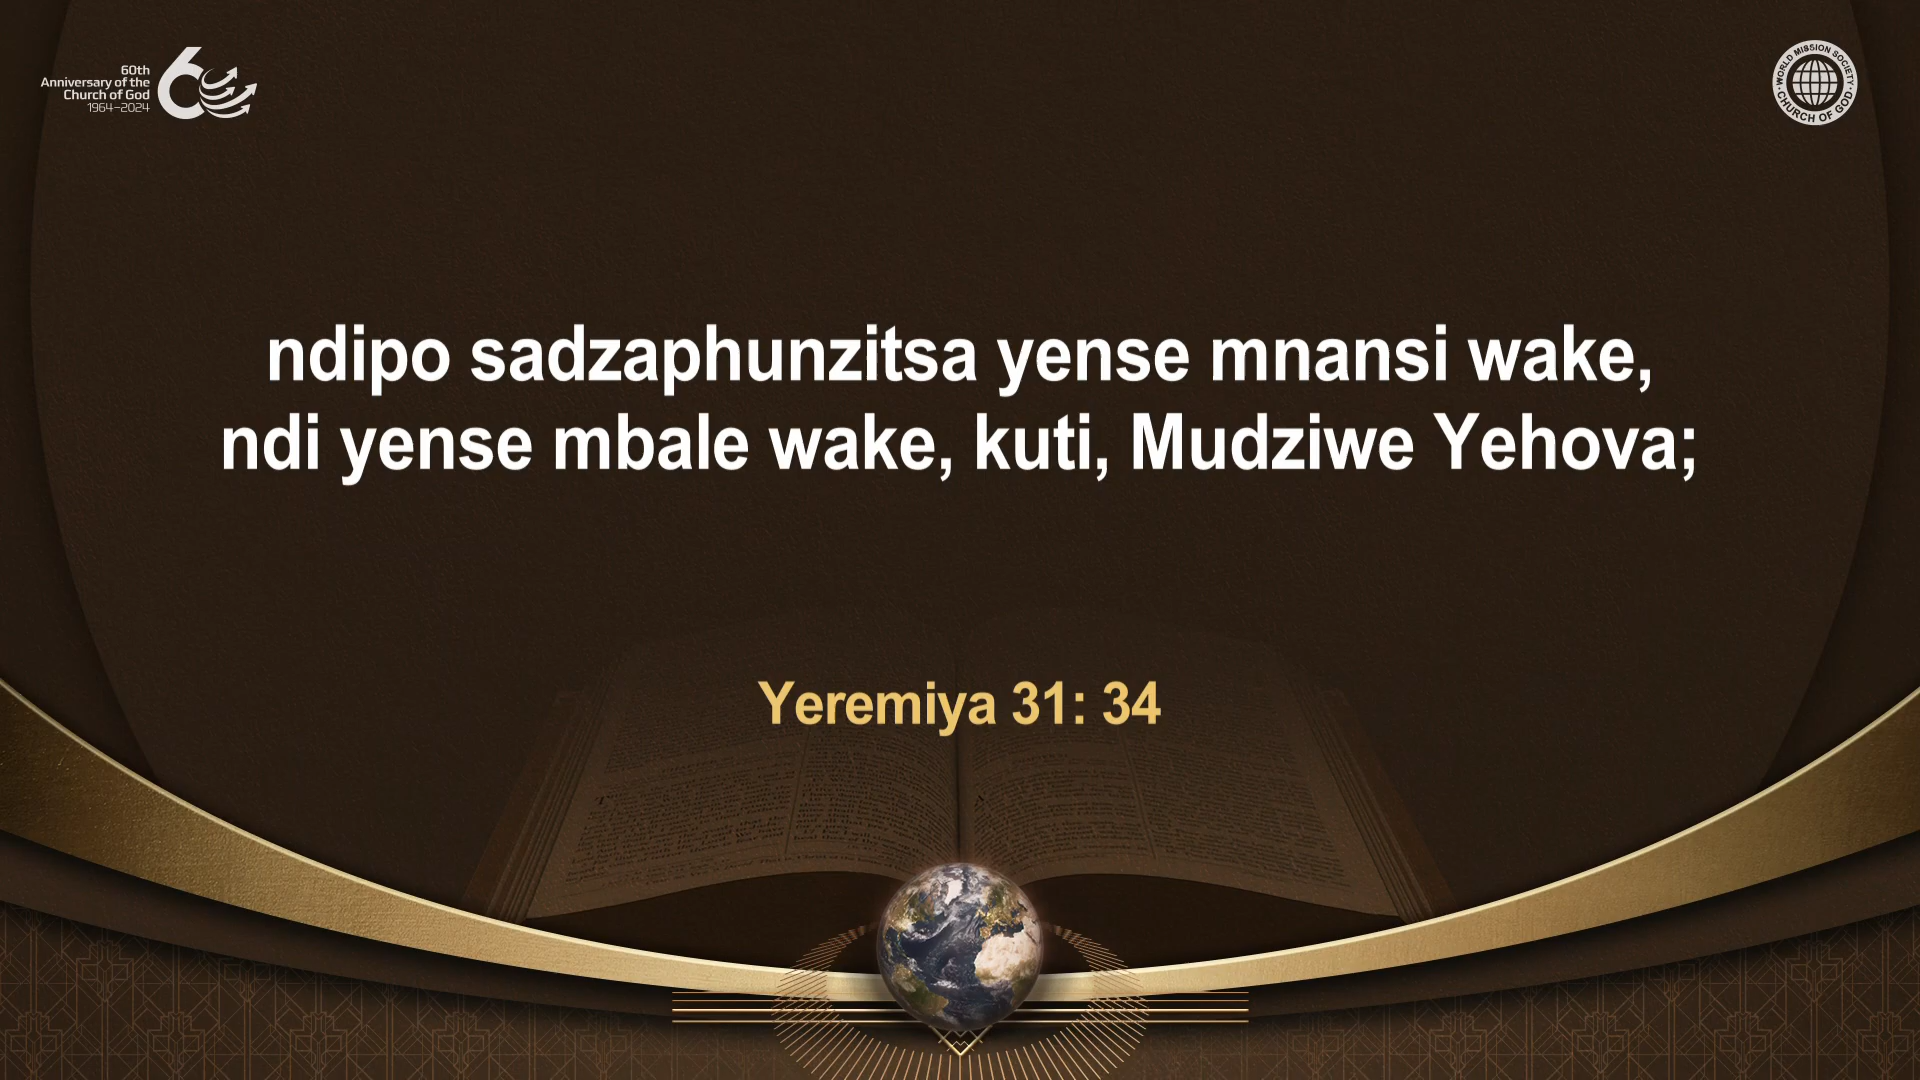 60th
Anniversary of the
Church of God
1964–2024
WORLD MISSION SOCIETY
CHURCH OF GOD
ndipo sadzaphunzitsa yense mnansi wake,
ndi yense mbale wake, kuti, Mudziwe Yehova;
Yeremiya 31: 34